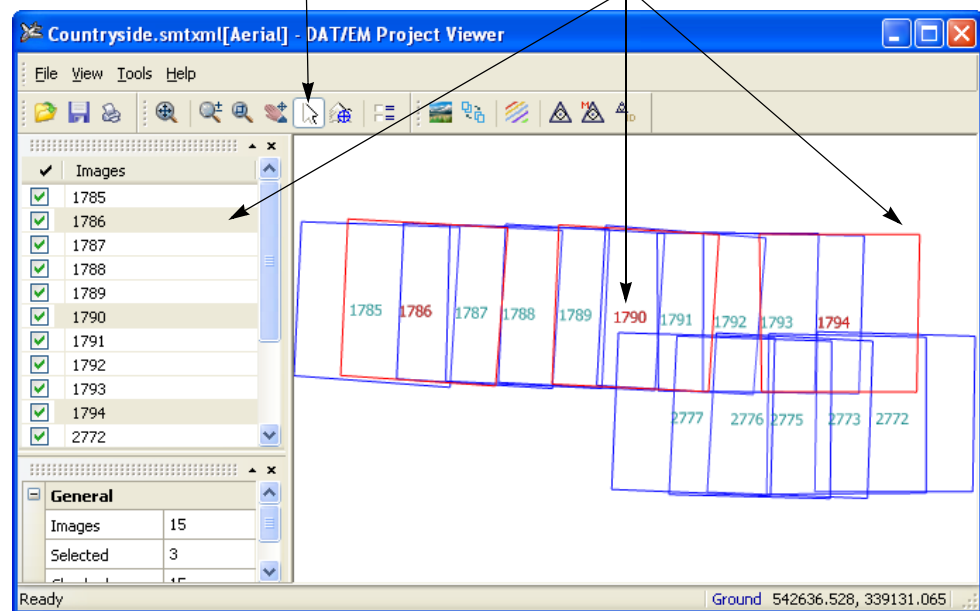 Countryside.smtxml[Aerial] - DAT/EM Project Viewer
File View Tools Help
Images
1785
1786
1787
1788
1789
1790
1791
1792
1793
1794
2772
General
Images 15
Selected 3
15
1785 1786 1787 1788 1789 1790 1791 1792 1793 1794
2777 2776 2775 2773 2772
Ready Ground 542636.528, 339131.065